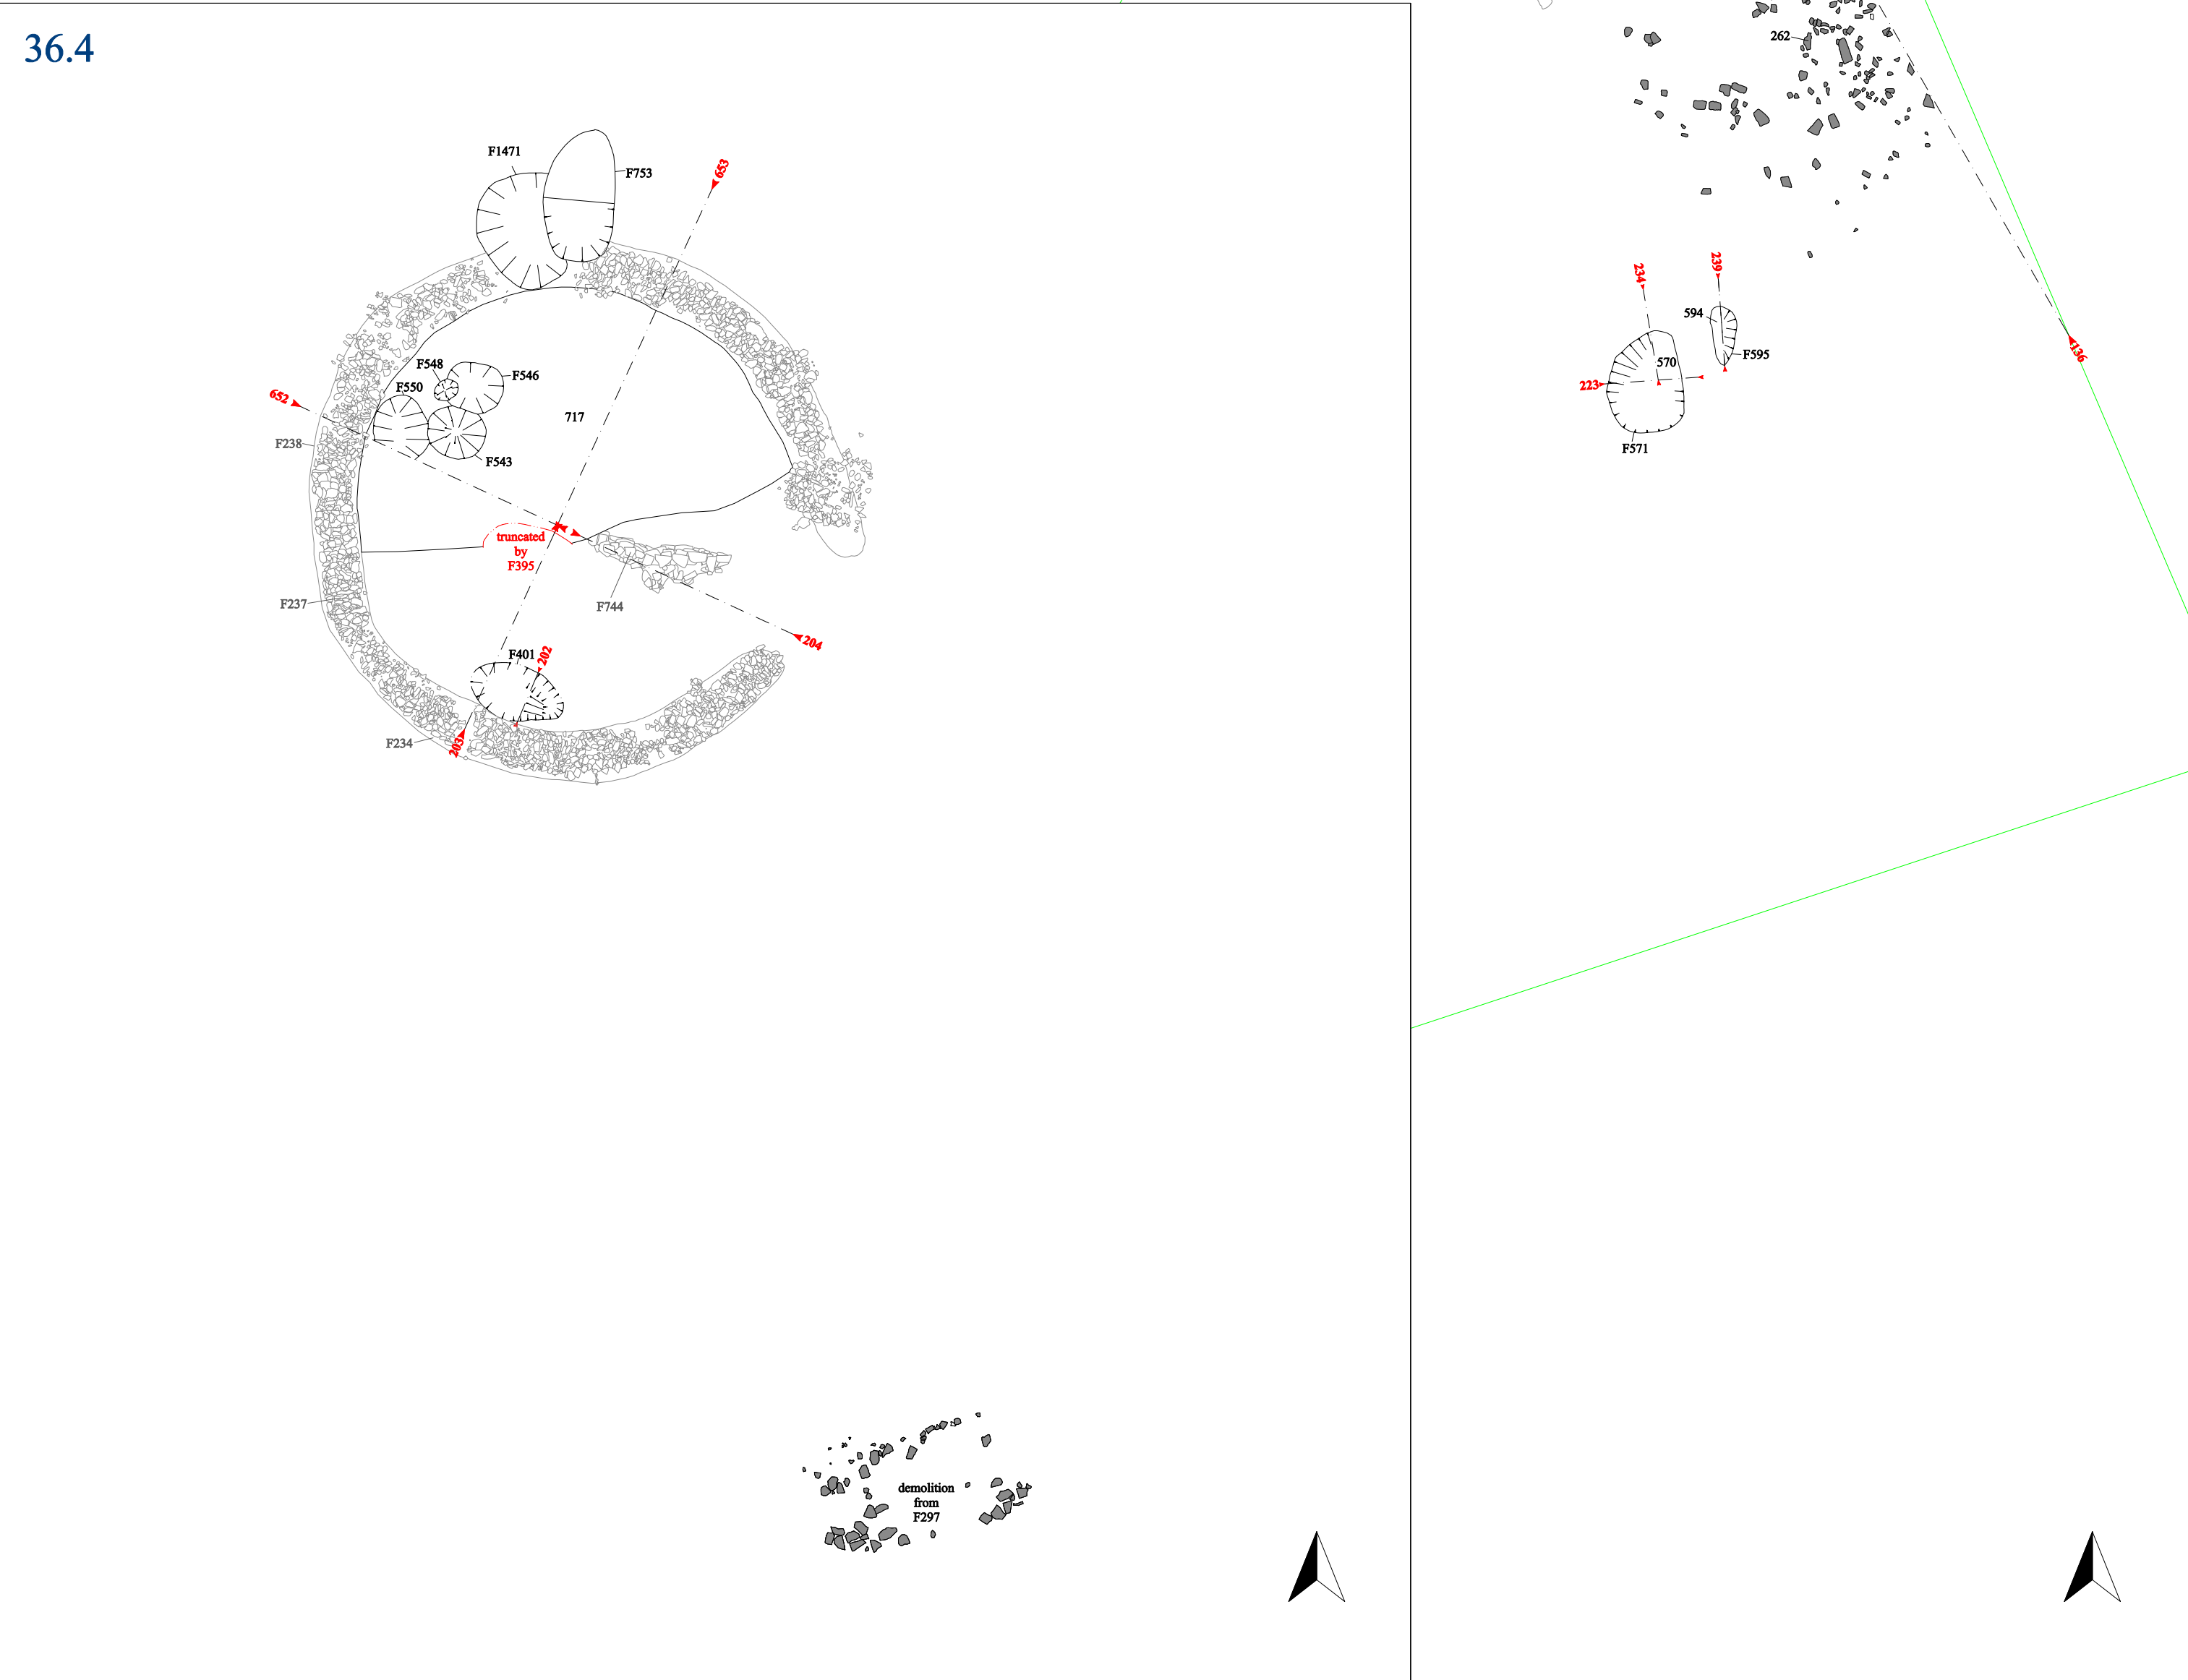 36.4
262
F1471
F753
653
234
239
594
570
F595
136
223
F571
F548
F546
F550
652
717
F238
F543
truncated
by
F395
F237
F744
204
F401
202
F234
203
demolition
from
F297